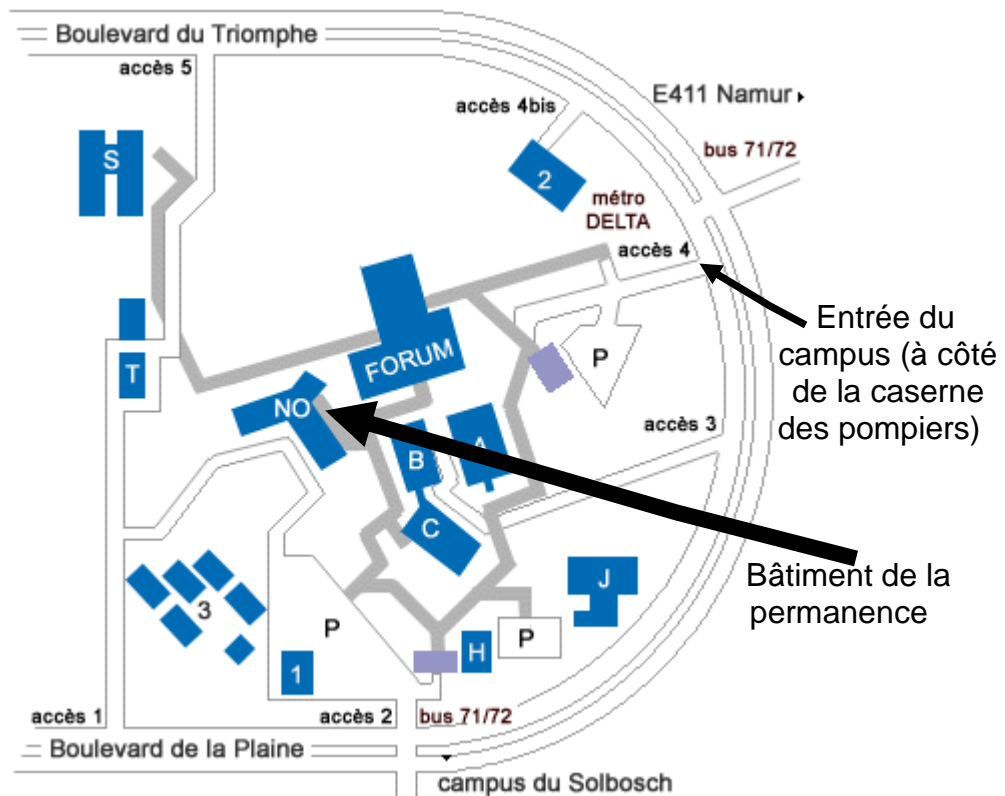 Boulevard du Triomphe
accès 5
E411 Namur
accès 4bis
bus 71/72
S
2
métro
DELTA
accès 4
Entrée du
campus (à côté
de la caserne
des pompiers)
FORUM
P
T
NO
accès 3
B
A
C
Bâtiment de la
permanence
J
3
P
P
H
1
accès 1
accès 2
bus 71/72
Boulevard de la Plaine
campus du Solbosch